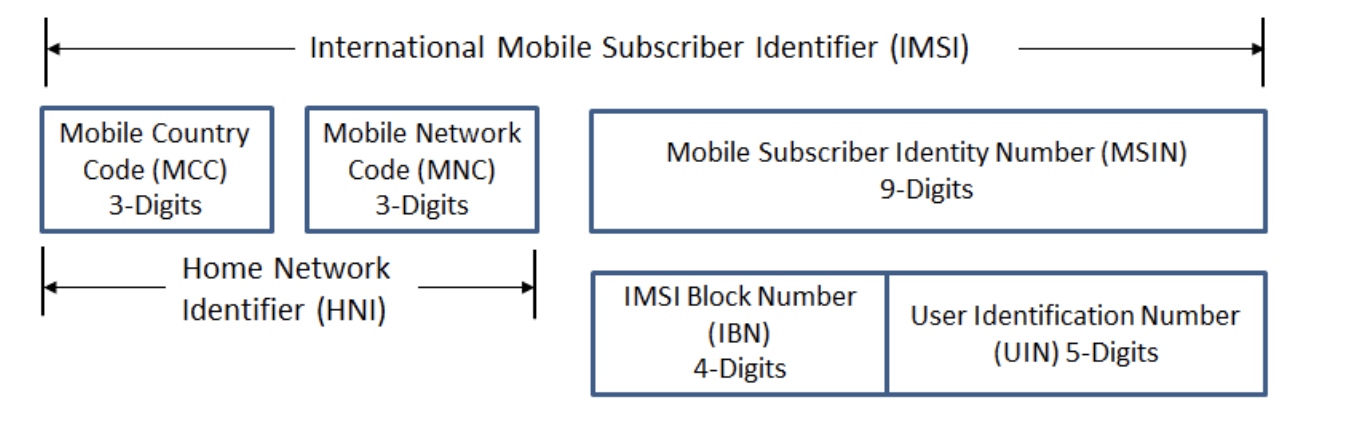 International Mobile Subscriber Identifier (IMSI)
Mobile Country
Code (MCC)
3-Digits
Mobile Network
Code (MNC)
3-Digits
Mobile Subscriber Identity Number (MSIN)
9-Digits
Home Network
Identifier (HNI)
IMSI Block Number
(IBN)
4-Digits
User Identification Number
(UIN) 5-Digits